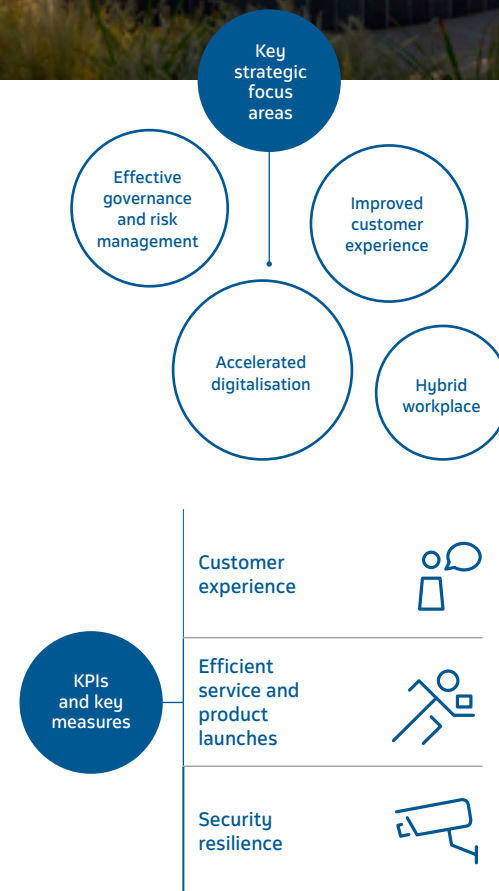 Key
strategic
focus
areas
Effective
governance
and risk
management
Improved
customer
experience
Accelerated
digitalisation
Hybrid
workplace
Customer
experience
KPIs
and key
measures
Efficient
service and
product
launches
Security
resilience